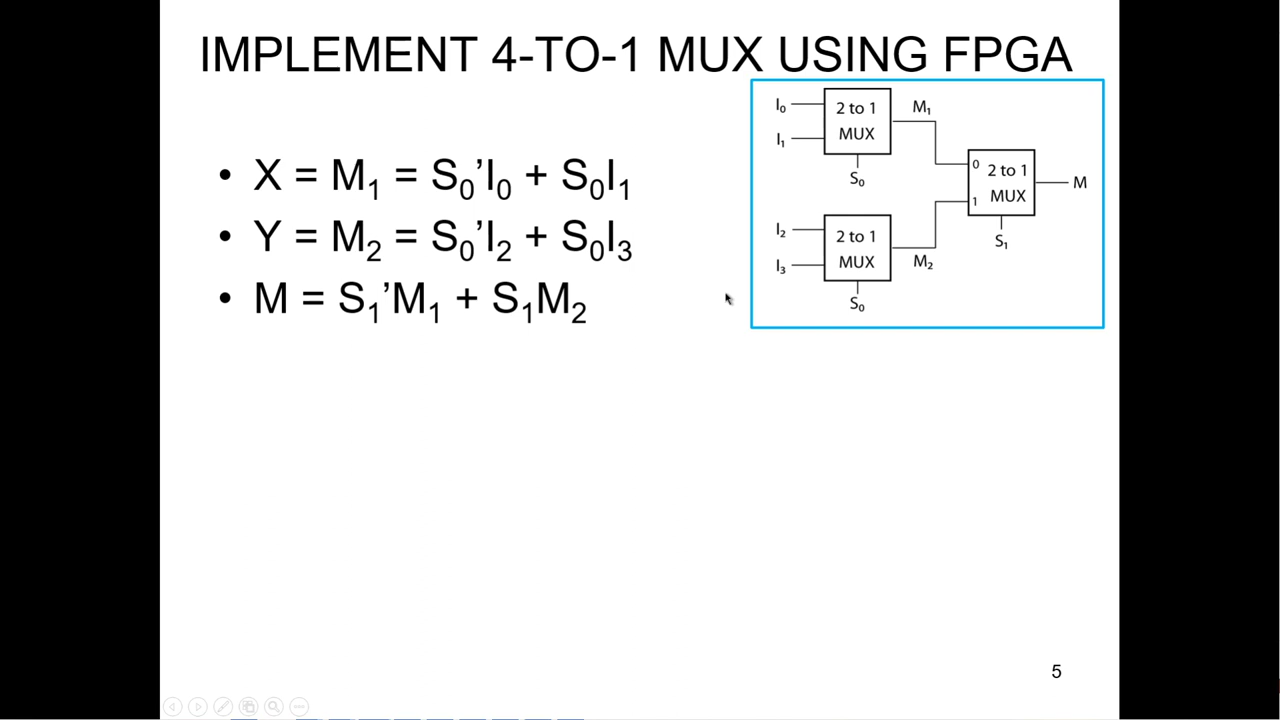 IMPLEMENT 4-TO-1 MUX USING FPGA
• X = M₁ = S₀’I₀ + S₀I₁
• Y = M₂ = S₀’I₂ + S₀I₃
• M = S₁’M₁ + S₁M₂
I₀
I₁
2 to 1
MUX
S₀
M₁
I₂
I₃
2 to 1
MUX
S₀
M₂
0
1
2 to 1
MUX
S₁
M
5